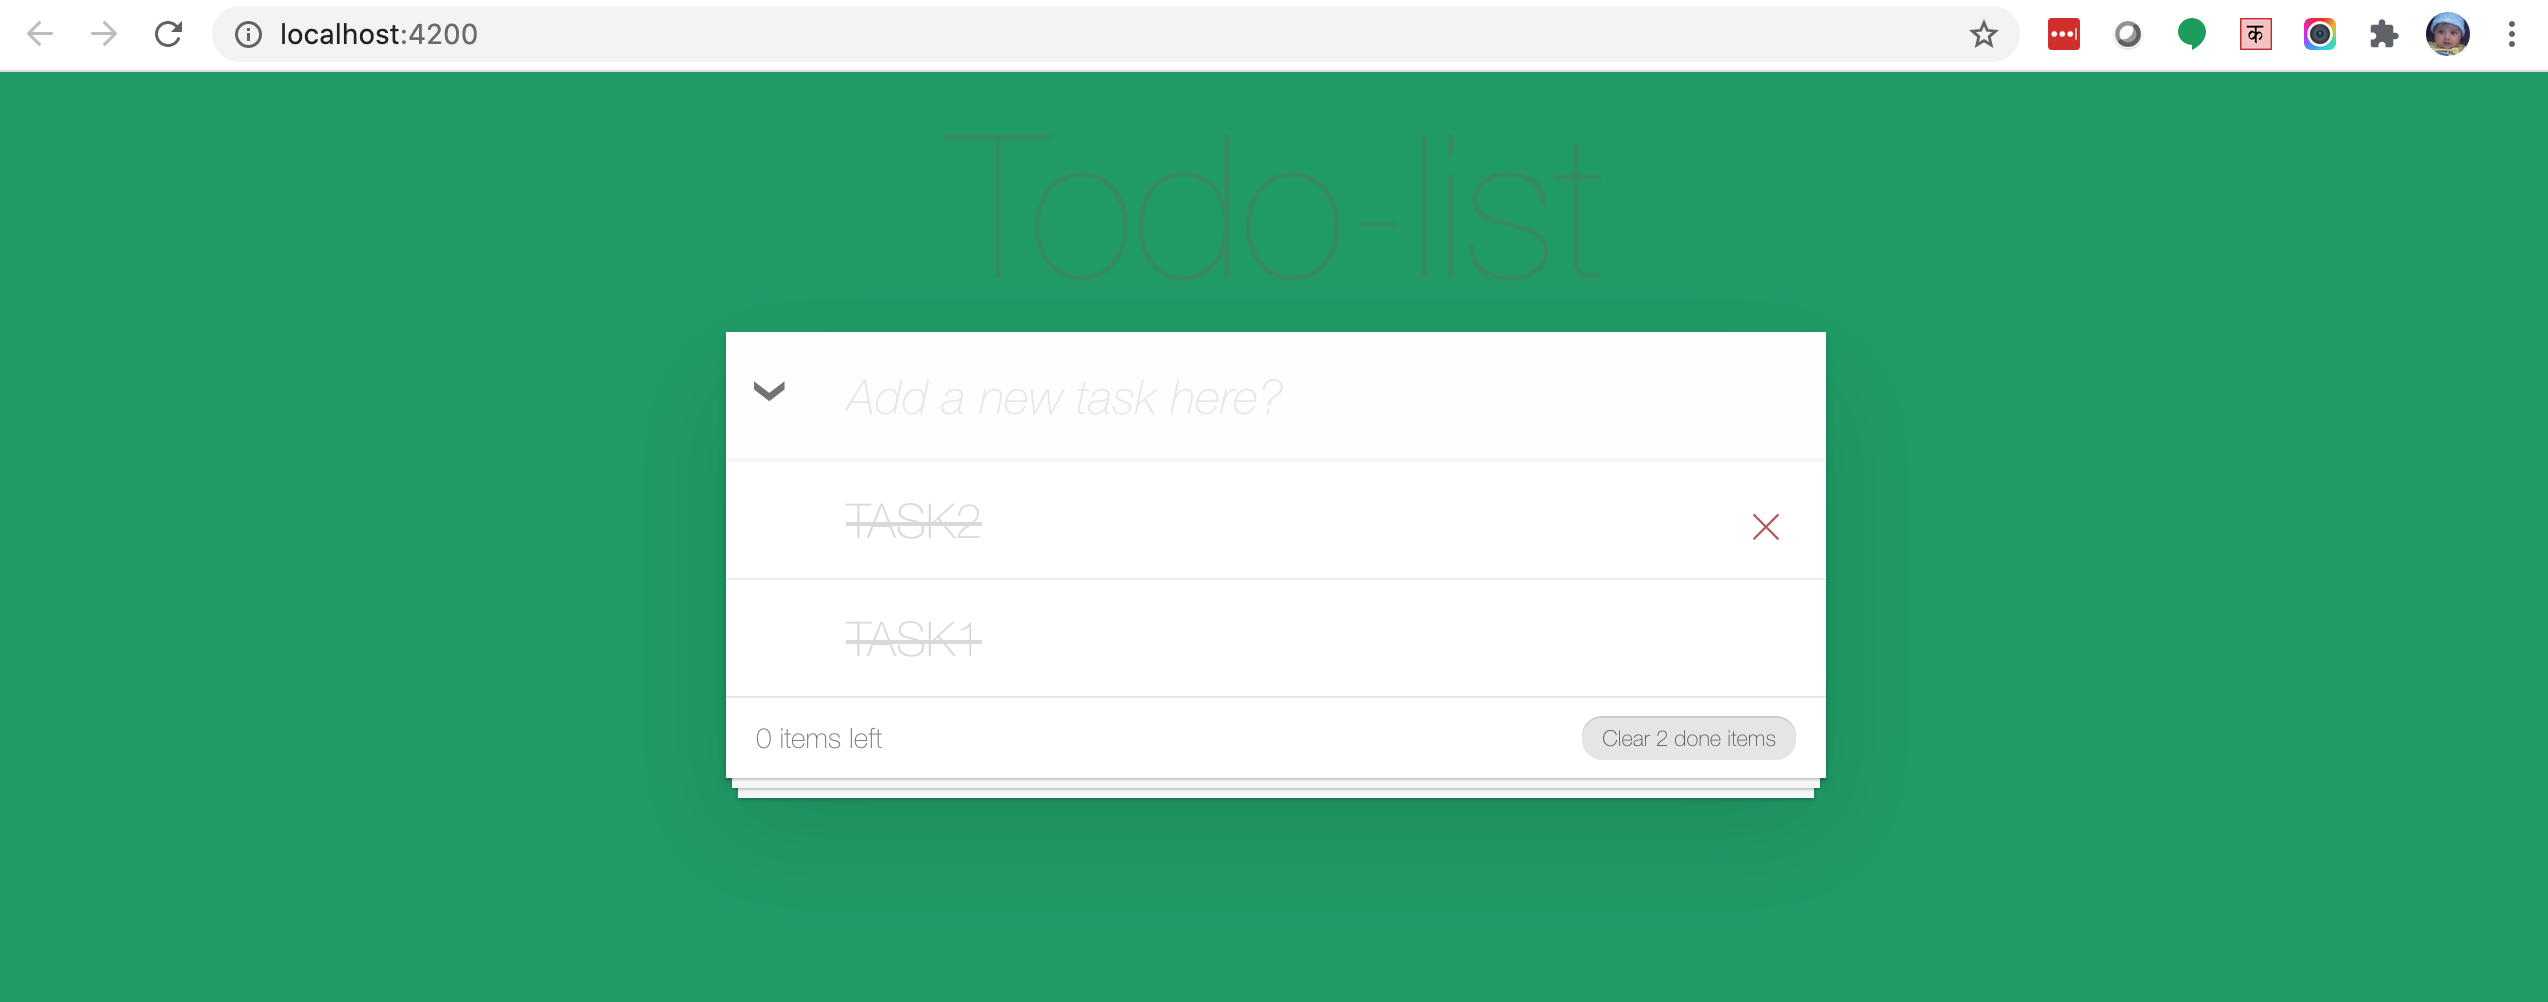 localhost:4200
क
Todo-list
Add a new task here?
TASK2
TASK1
0 items left
Clear 2 done items